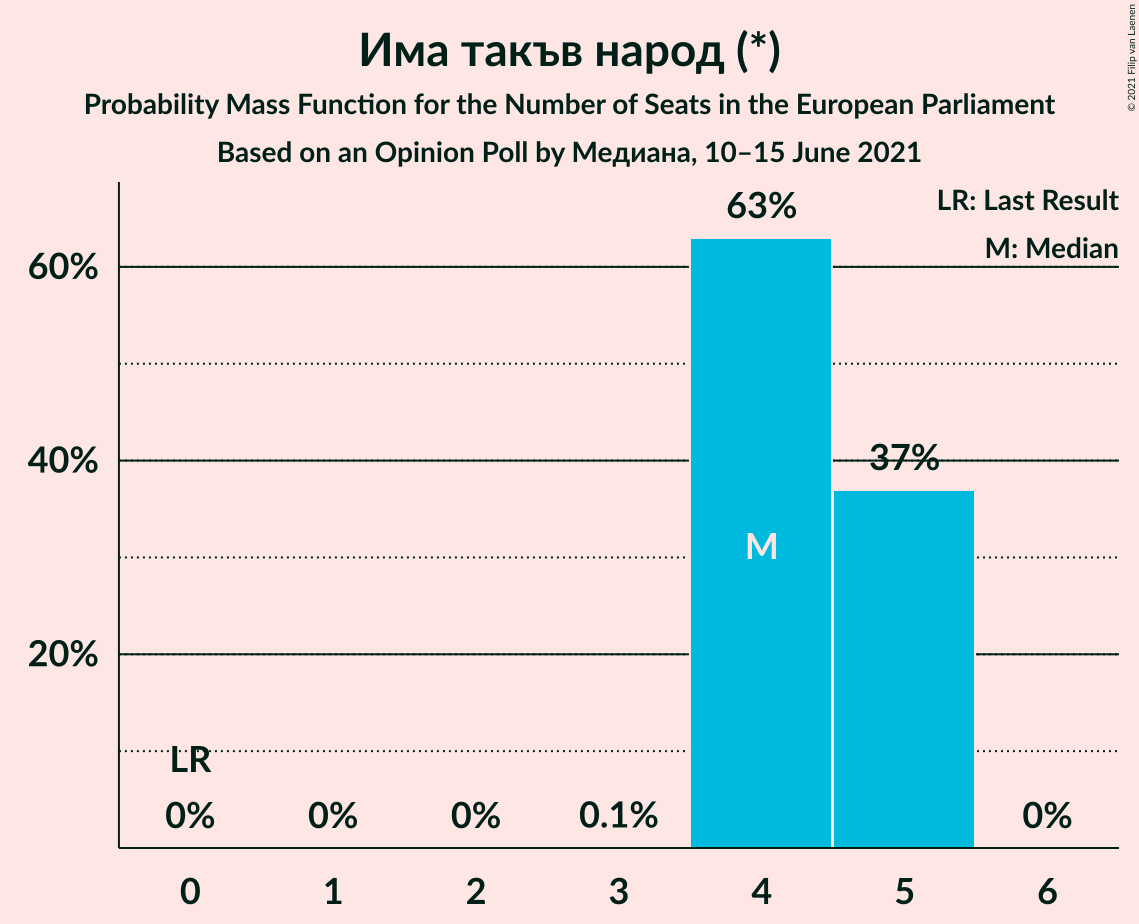 Има такъв народ (*)
Probability Mass Function for the Number of Seats in the European Parliament
Based on an Opinion Poll by Медиана, 10–15 June 2021
© 2021 Filip van Laenen
LR: Last Result
M: Median
60%
40%
20%
63%
37%
M
LR
0%
0%
0%
0.1%
0%
0
1
2
3
4
5
6